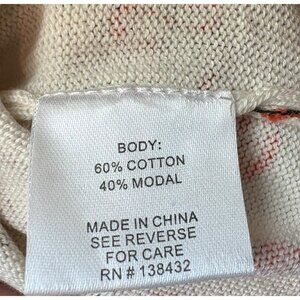 BODY:
60% COTTON
40% MODAL
MADE IN CHINA
SEE REVERSE
FOR CARE
RN # 138432